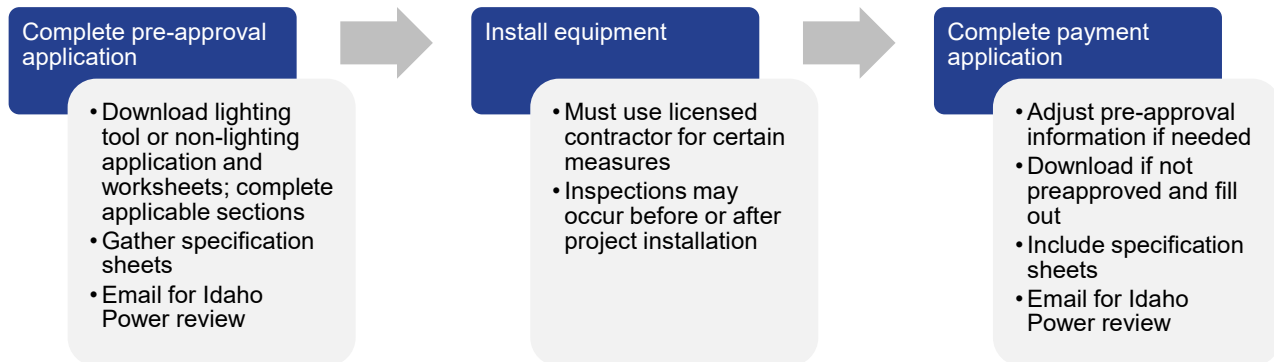 Complete pre-approval
application
• Download lighting
tool or non-lighting
application and
worksheets; complete
applicable sections
• Gather specification
sheets
• Email for Idaho
Power review
Install equipment
• Must use licensed
contractor for certain
measures
• Inspections may
occur before or after
project installation
Complete payment
application
• Adjust pre-approval
information if needed
• Download if not
preapproved and fill
out
• Include specification
sheets
• Email for Idaho
Power review